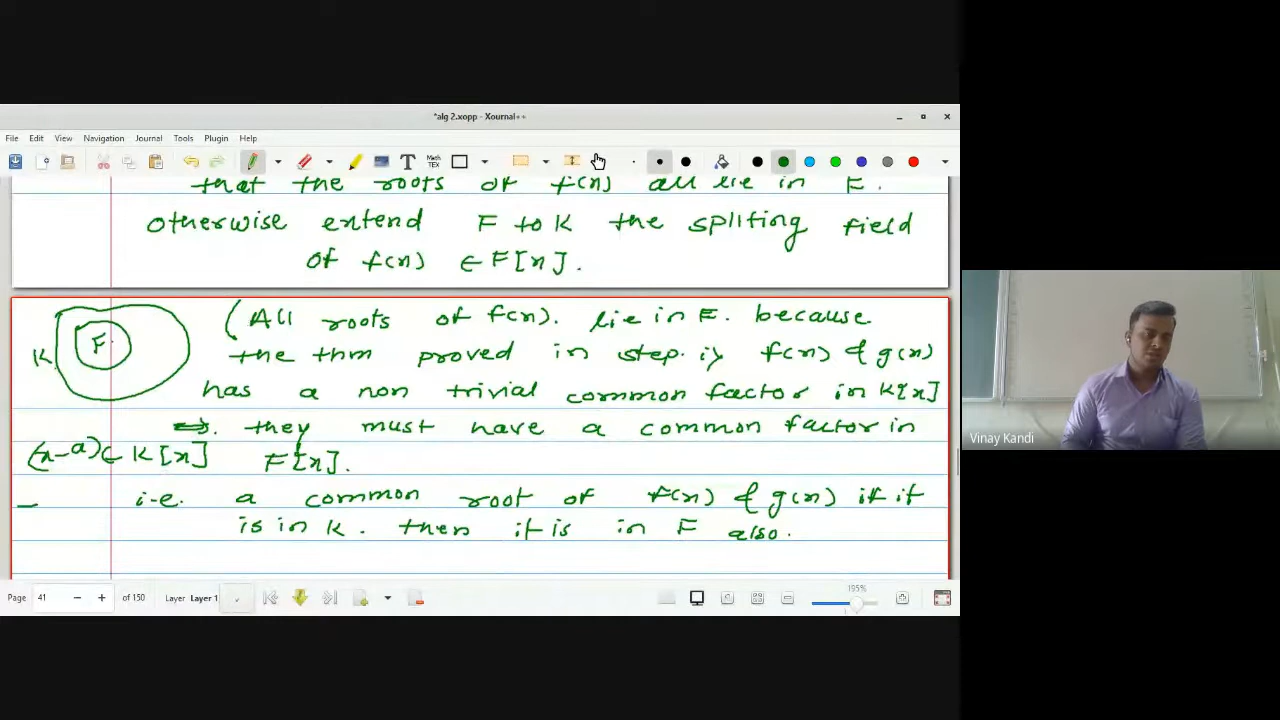 *alg 2.xopp - Xournal++
File Edit View Navigation Journal Tools Plugin Help
that the roots of f(x) all lie in F.
otherwise extend F to K the spliting field
of f(x) ∈ F[x].
(All roots of f(x). lie in F. because
K F the thm proved in step. i) f(x) & g(x)
has a non trivial common factor in K[x]
⇒. they must have a common factor in
(x-a) ∈ K[x] F[x].
i.e. a common root of f(x) & g(x) if it
is in K. then it is in F also.
Page 41 of 150 Layer Layer 1 195%
Vinay Kandi